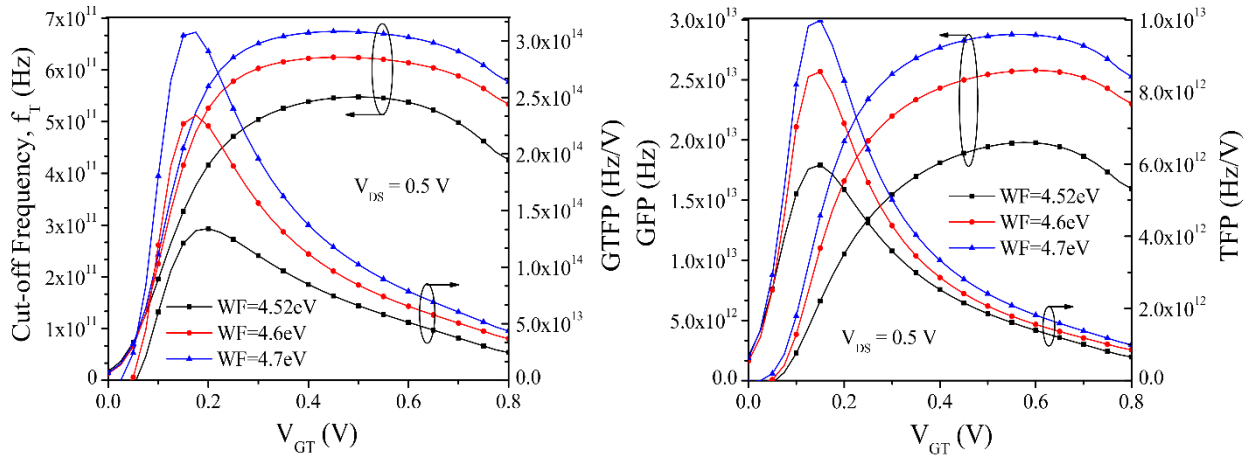 7x10¹¹
6x10¹¹
5x10¹¹
4x10¹¹
3x10¹¹
2x10¹¹
1x10¹¹
0
Cut-off Frequency, f_T (Hz)
0.0
0.2
0.4
0.6
0.8
V_GT (V)
V_DS = 0.5 V
WF=4.52eV
WF=4.6eV
WF=4.7eV
3.0x10¹⁴
2.5x10¹⁴
2.0x10¹⁴
1.5x10¹⁴
1.0x10¹⁴
5.0x10¹³
0.0
GTFP (Hz/V)
GFP (Hz)
3.0x10¹³
2.5x10¹³
2.0x10¹³
1.5x10¹³
1.0x10¹³
5.0x10¹²
0.0
0.0
0.2
0.4
0.6
0.8
V_GT (V)
WF=4.52eV
WF=4.6eV
WF=4.7eV
V_DS = 0.5 V
1.0x10¹³
8.0x10¹²
6.0x10¹²
4.0x10¹²
2.0x10¹²
0.0
TFP (Hz/V)